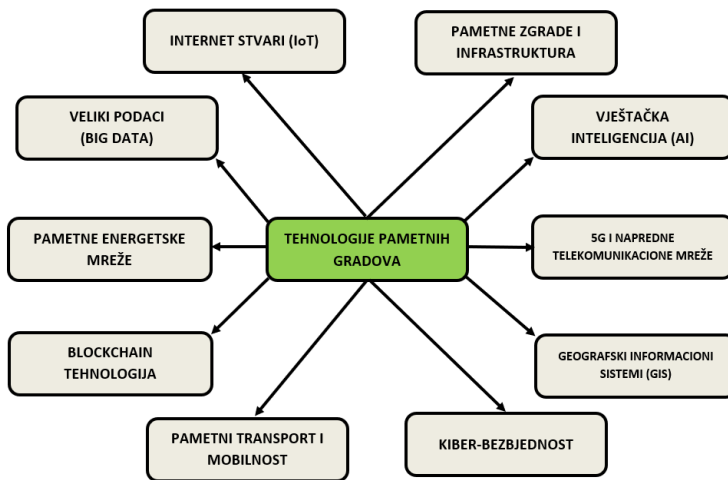 INTERNET STVARI (IoT)
PAMETNE ZGRADE I
INFRASTRUKTURA
VELIKI PODACI
(BIG DATA)
VJEŠTAČKA
INTELIGENCIJA (AI)
PAMETNE ENERGETSKE
MREŽE
TEHNOLOGIJE PAMETNIH
GRADOVA
5G I NAPREDNE
TELEKOMUNIKACIONE MREŽE
BLOCKCHAIN
TEHNOLOGIJA
GEOGRAFSKI INFORMACIONI
SISTEMI (GIS)
PAMETNI TRANSPORT I
MOBILNOST
KIBER-BEZBJEDNOST